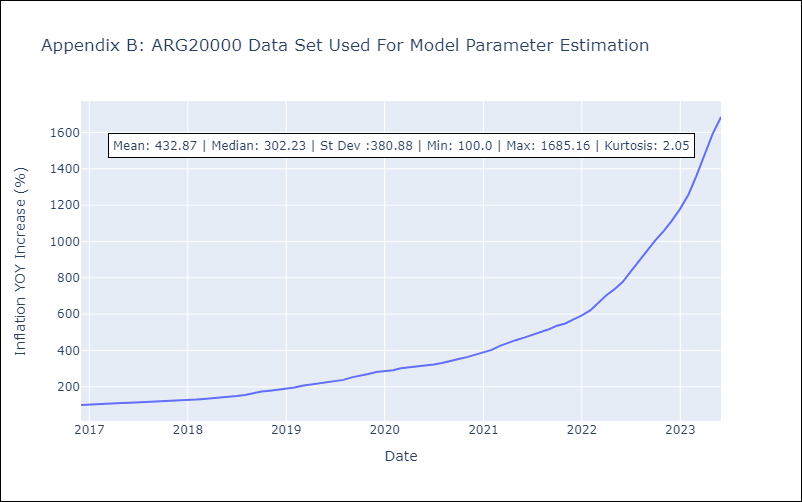 Appendix B: ARG20000 Data Set Used For Model Parameter Estimation
Mean: 432.87 | Median: 302.23 | St Dev :380.88 | Min: 100.0 | Max: 1685.16 | Kurtosis: 2.05
Inflation YOY Increase (%)
1600
1400
1200
1000
800
600
400
200
2017 2018 2019 2020 2021 2022 2023
Date